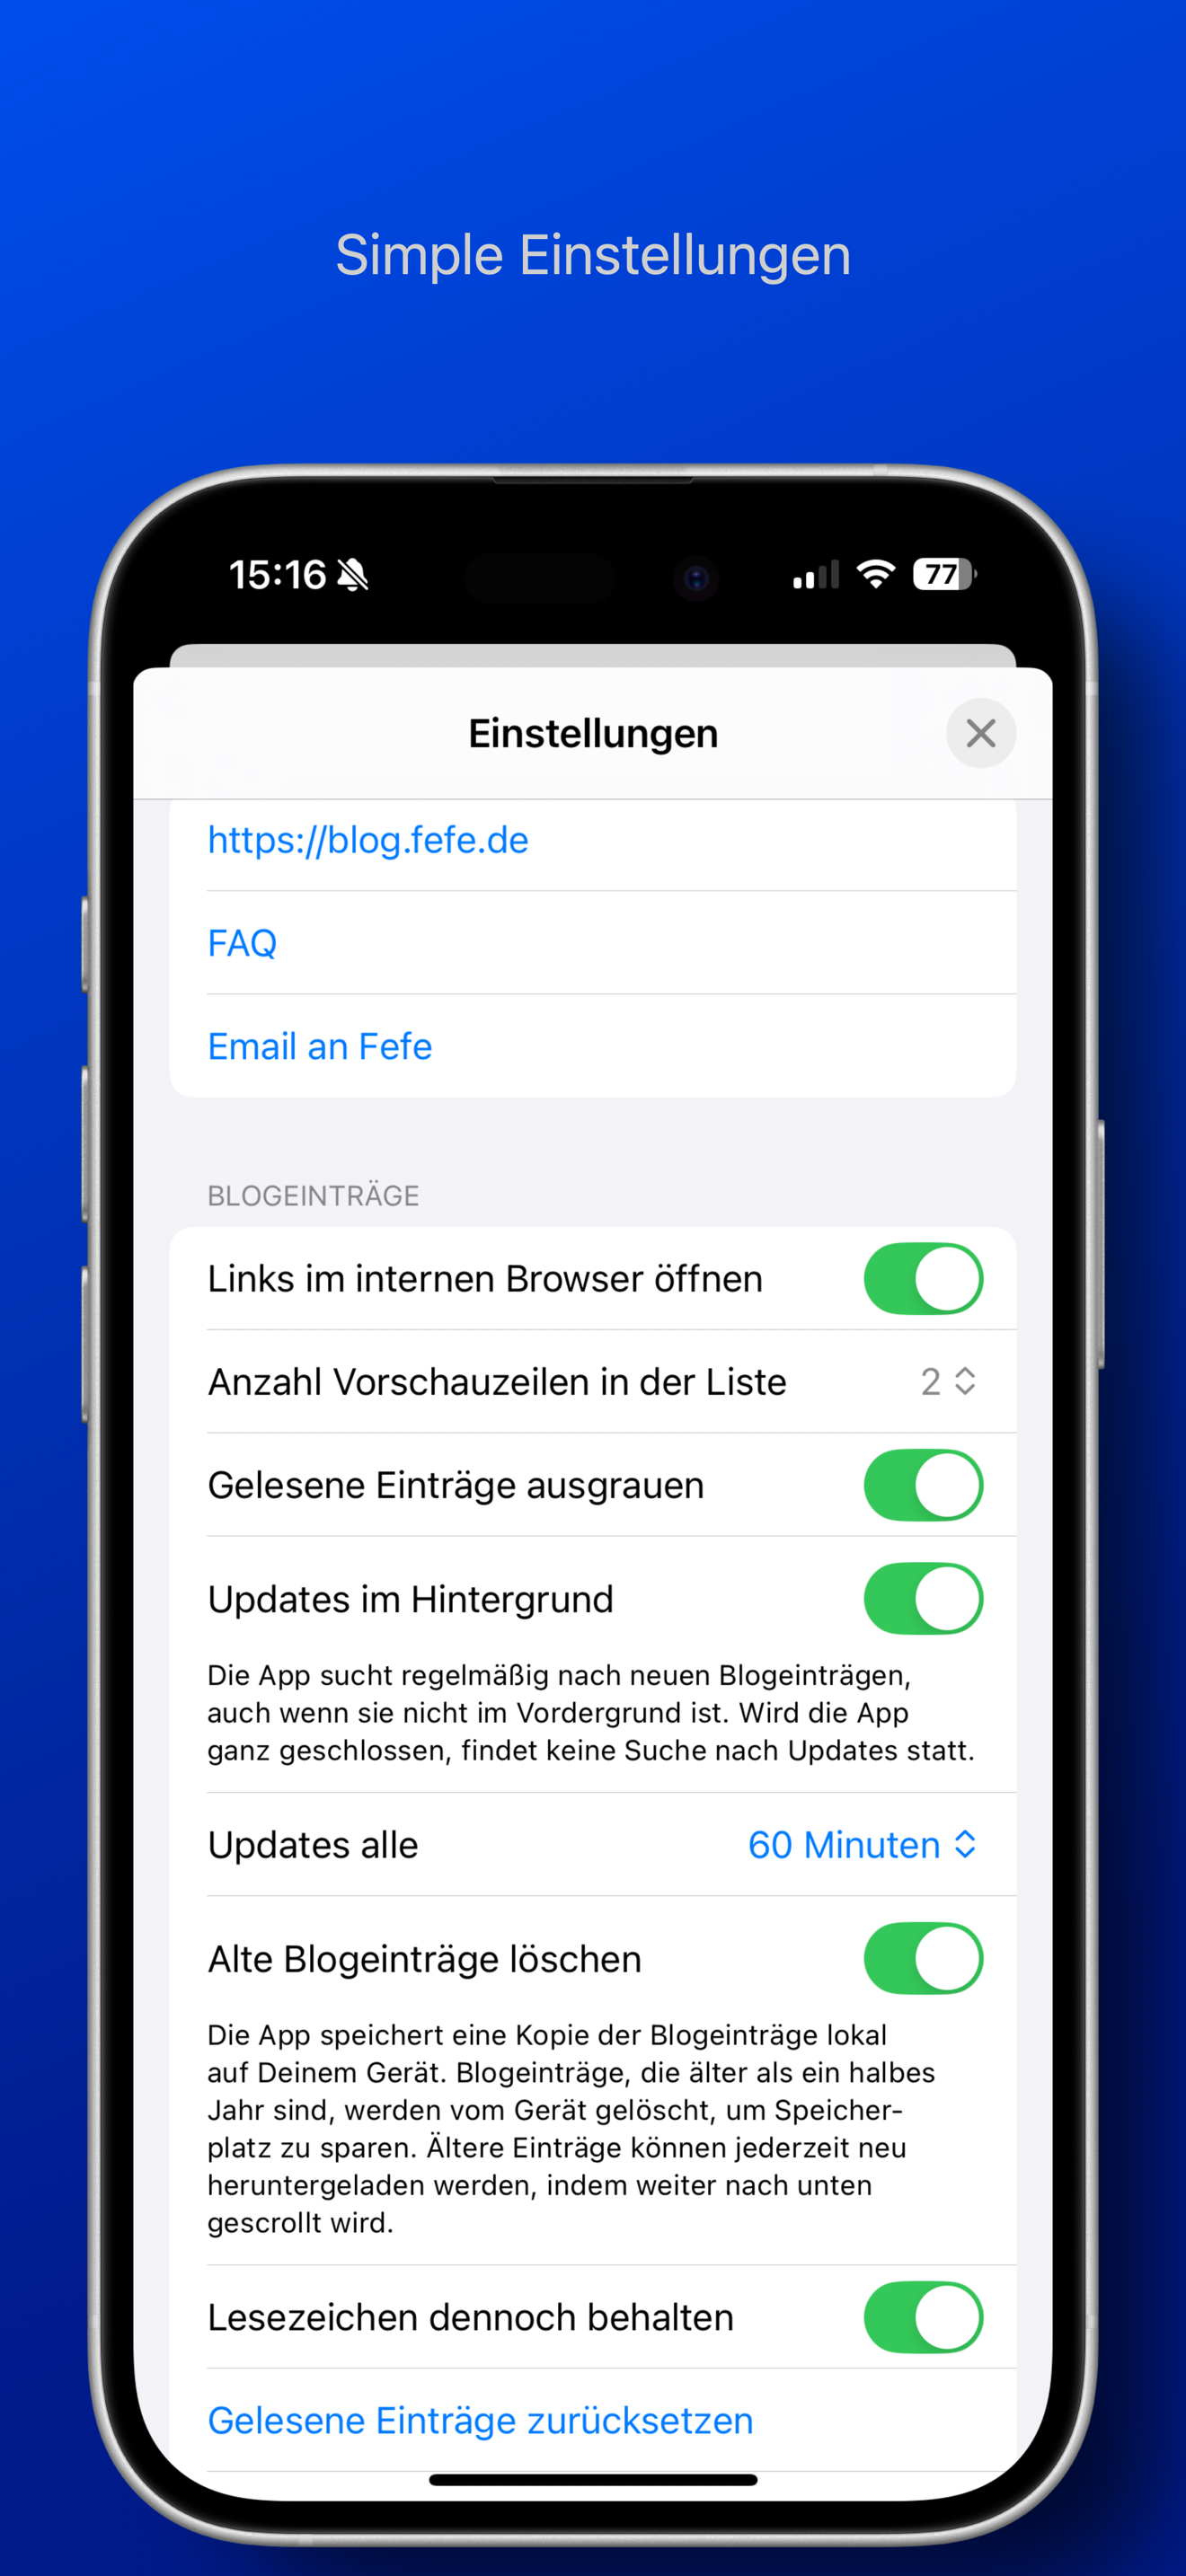 Simple Einstellungen
15:16
77
Einstellungen
https://blog.fefe.de
FAQ
Email an Fefe
BLOGEINTRÄGE
Links im internen Browser öffnen
Anzahl Vorschauzeilen in der Liste 2
Gelesene Einträge ausgrauen
Updates im Hintergrund
Die App sucht regelmäßig nach neuen Blogeinträgen,
auch wenn sie nicht im Vordergrund ist. Wird die App
ganz geschlossen, findet keine Suche nach Updates statt.
Updates alle 60 Minuten
Alte Blogeinträge löschen
Die App speichert eine Kopie der Blogeinträge lokal
auf Deinem Gerät. Blogeinträge, die älter als ein halbes
Jahr sind, werden vom Gerät gelöscht, um Speicher-
platz zu sparen. Ältere Einträge können jederzeit neu
heruntergeladen werden, indem weiter nach unten
gescrollt wird.
Lesezeichen dennoch behalten
Gelesene Einträge zurücksetzen